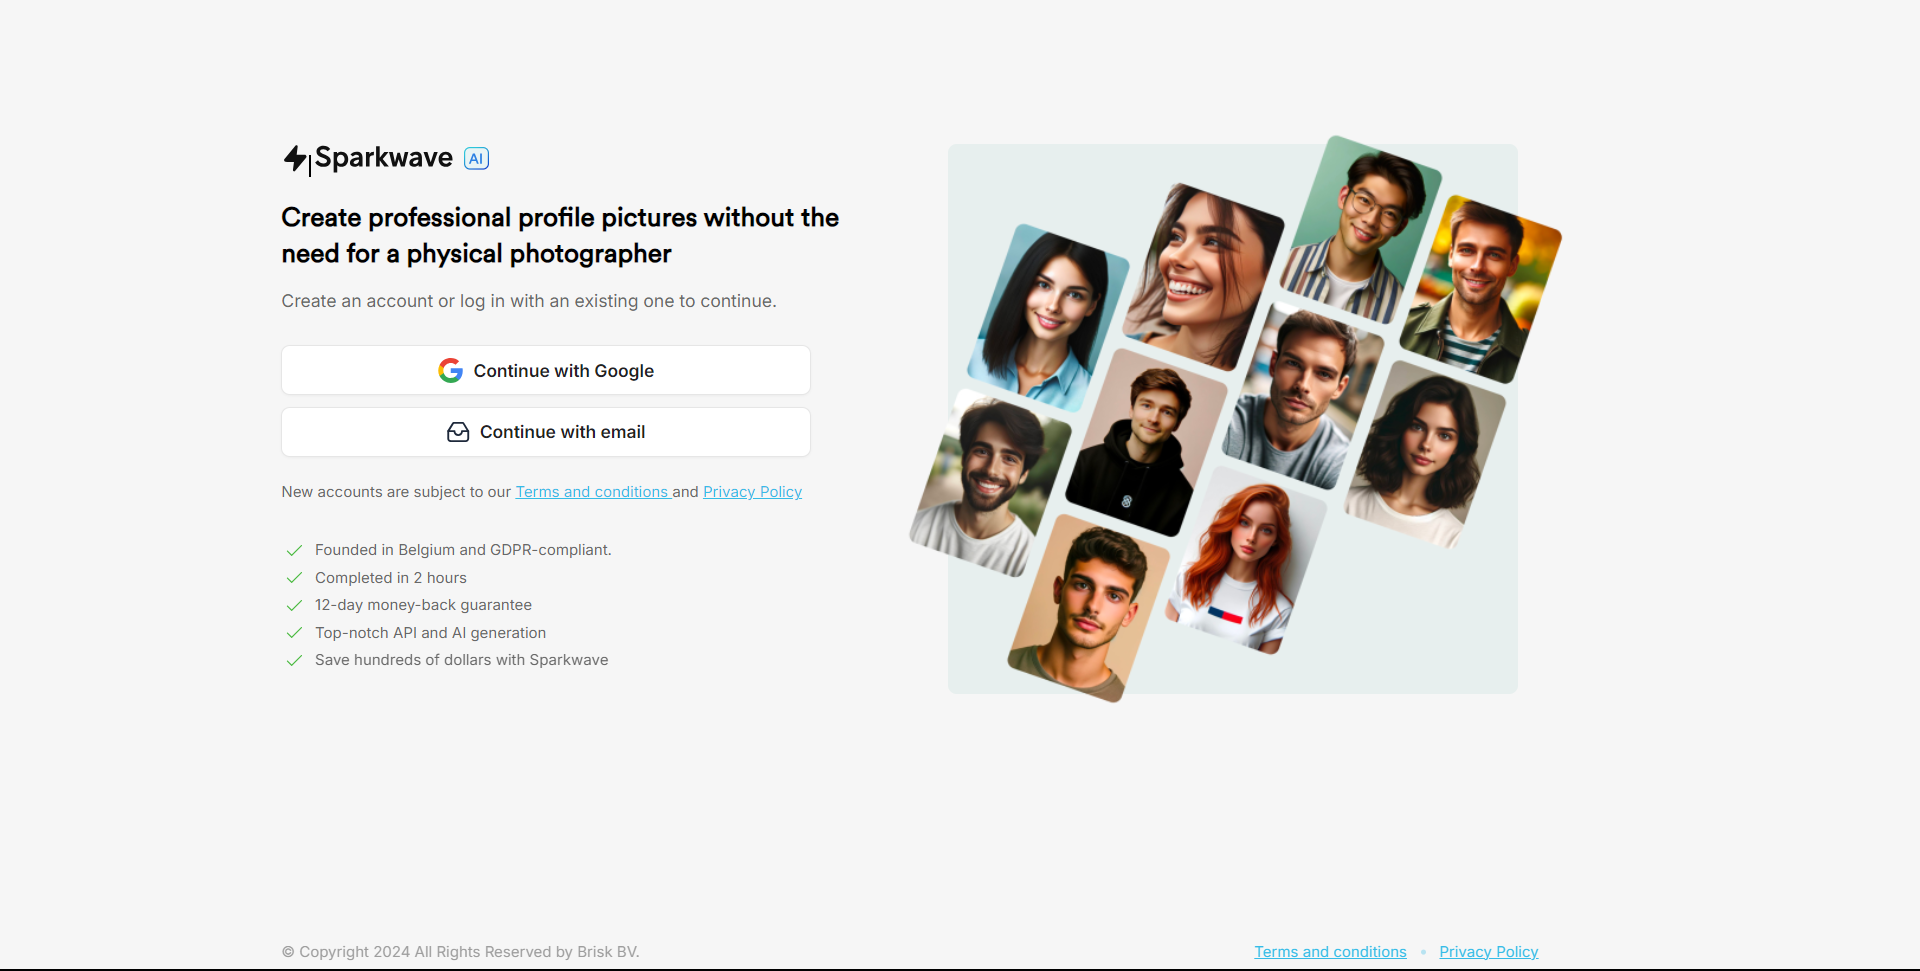 Sparkwave AI
Create professional profile pictures without the
need for a physical photographer
Create an account or log in with an existing one to continue.
Continue with Google
Continue with email
New accounts are subject to our Terms and conditions and Privacy Policy
Founded in Belgium and GDPR-compliant.
Completed in 2 hours
12-day money-back guarantee
Top-notch API and AI generation
Save hundreds of dollars with Sparkwave
© Copyright 2024 All Rights Reserved by Brisk BV.
Terms and conditions • Privacy Policy